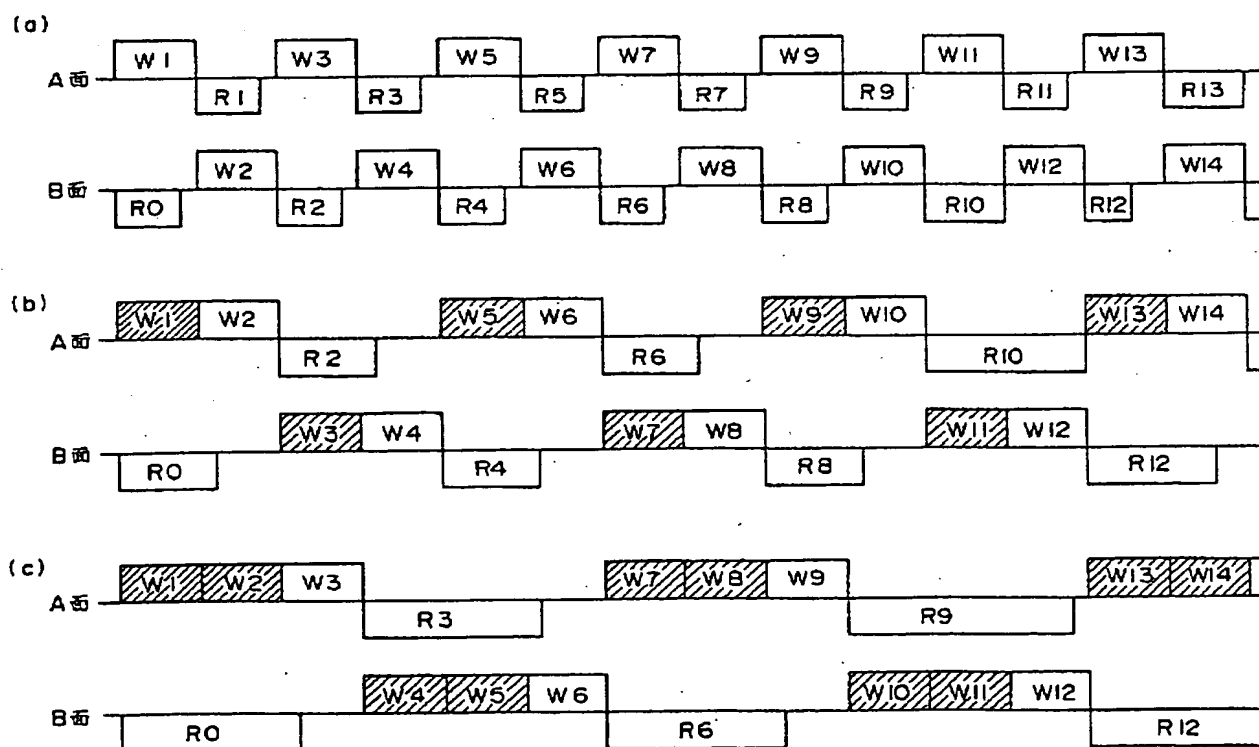 (a)
W1 W3 W5 W7 W9 W11 W13
A面
R1 R3 R5 R7 R9 R11 R13
W2 W4 W6 W8 W10 W12 W14
B面
R0 R2 R4 R6 R8 R10 R12
(b)
W1 W2 W5 W6 W9 W10 W13 W14
A面
R2 R6 R10
W3 W4 W7 W8 W11 W12
B面
R0 R4 R8 R12
(c)
W1 W2 W3 W7 W8 W9 W13 W14
A面
R3 R9
W4 W5 W6 W10 W11 W12
B面
R0 R6 R12